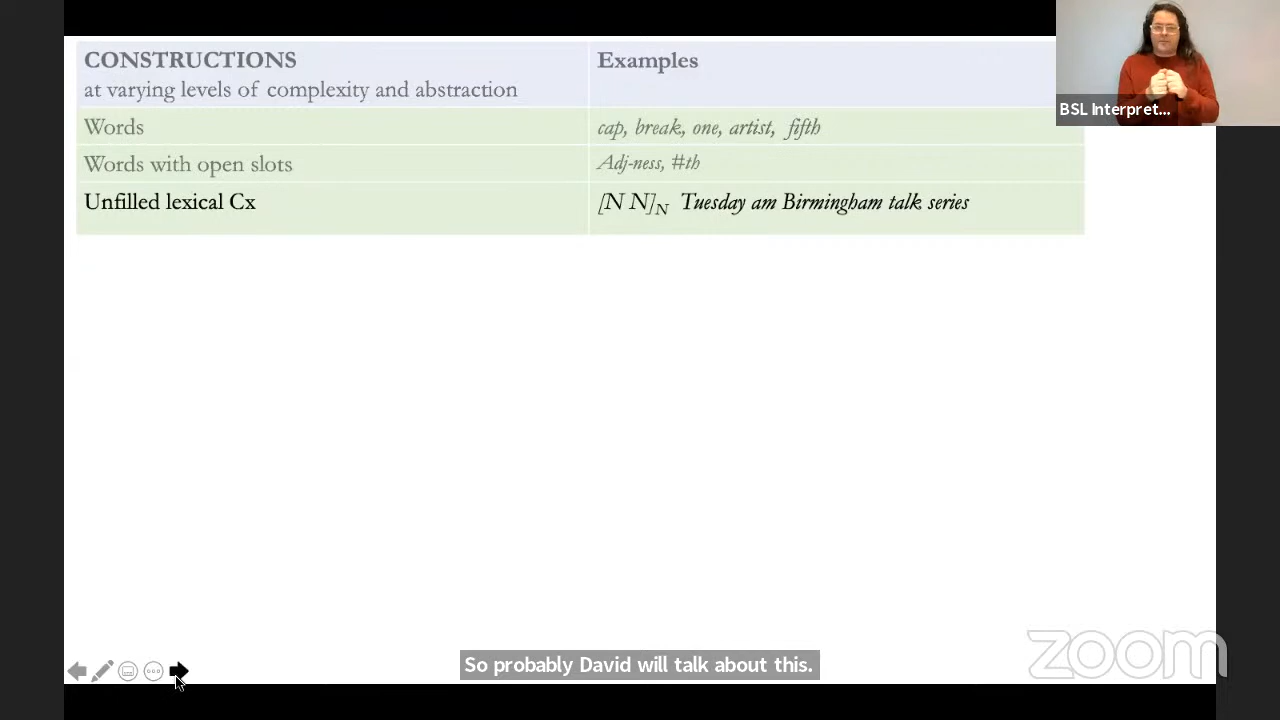 CONSTRUCTIONS
at varying levels of complexity and abstraction
Examples
Words
cap, break, one, artist, fifth
Words with open slots
Adj-ness, #th
Unfilled lexical Cx
[N N]N Tuesday am Birmingham talk series
BSL Interpret...
So probably David will talk about this.
zoom